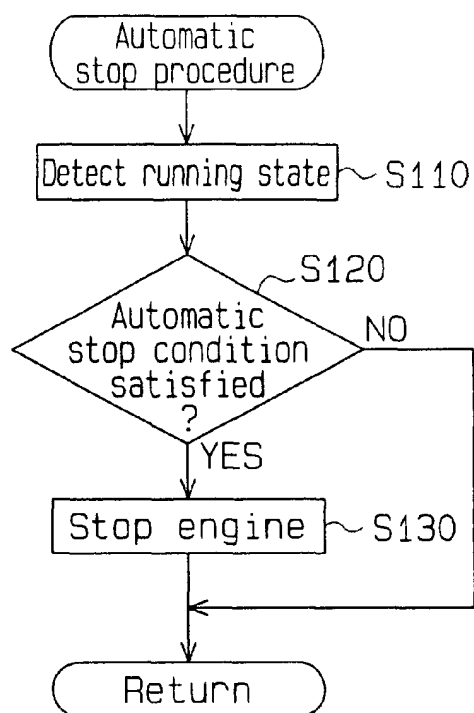 Automatic
stop procedure
Detect running state
S110
S120
Automatic
stop condition
satisfied
?
NO
YES
Stop engine
S130
Return